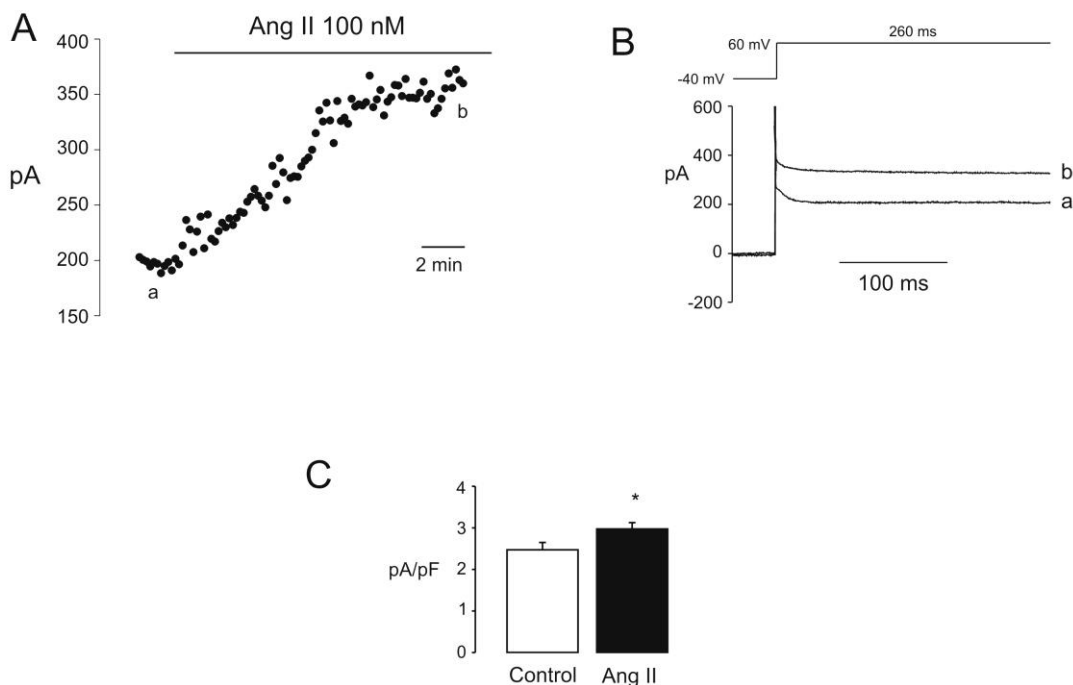 A
Ang II 100 nM
400
350
300
250
200
150
pA
a
b
2 min
B
260 ms
60 mV
-40 mV
600
400
200
0
-200
pA
b
a
100 ms
C
*
4
3
2
1
0
pA/pF
Control
Ang II